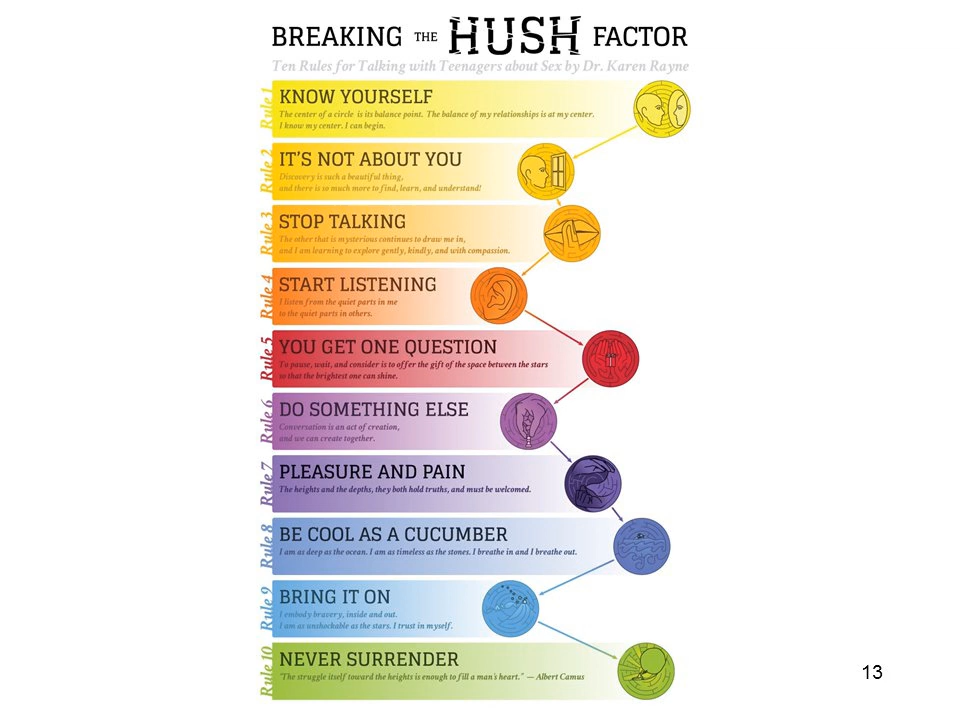 BREAKING THE HUSH FACTOR
Ten Rules for Talking with Teenagers about Sex by Dr. Karen Rayne
Rule 1
KNOW YOURSELF
The center of a circle is its balance point. The balance of my relationships is at my center.
I know my center. I can begin.
Rule 2
IT'S NOT ABOUT YOU
Discovery is such a beautiful thing,
and there is so much more to find, learn, and understand!
Rule 3
STOP TALKING
The other that is mysterious continues to draw me in,
and I am learning to explore gently, kindly, and with compassion.
Rule 4
START LISTENING
I listen from the quiet parts in me
to the quiet parts in others.
Rule 5
YOU GET ONE QUESTION
To pause, wait, and consider is to offer the gift of the space between the stars
so that the brightest one can shine.
Rule 6
DO SOMETHING ELSE
Conversation is an act of creation,
and we can create together.
Rule 7
PLEASURE AND PAIN
The heights and the depths, they both hold truths, and must be welcomed.
Rule 8
BE COOL AS A CUCUMBER
I am as deep as the ocean. I am as timeless as the stones. I breathe in and I breathe out.
Rule 9
BRING IT ON
I embody bravery, inside and out.
I am as unshockable as the stars. I trust in myself.
Rule 10
NEVER SURRENDER
"The struggle itself toward the heights is enough to fill a man's heart." — Albert Camus
13